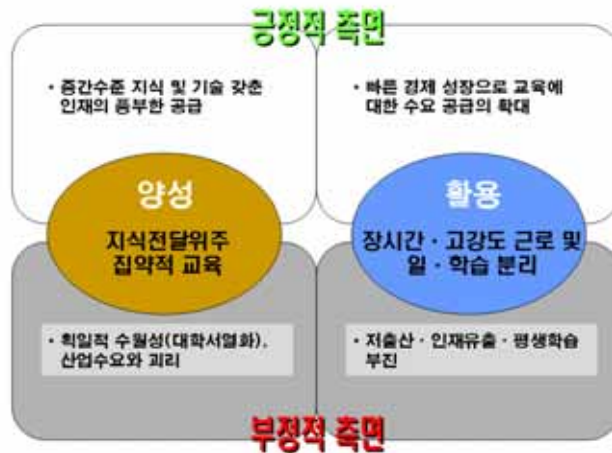 긍정적 측면
• 중간수준 지식 및 기술 갖춘
인재의 풍부한 공급
• 빠른 경제 성장으로 교육에
대한 수요 공급의 확대
양성
지식전달위주
집약적 교육
활용
장시간 · 고강도 근로 및
일 · 학습 분리
• 획일적 수월성(대학서열화),
산업수요와 괴리
• 저출산 · 인재유출 · 평생학습
부진
부정적 측면